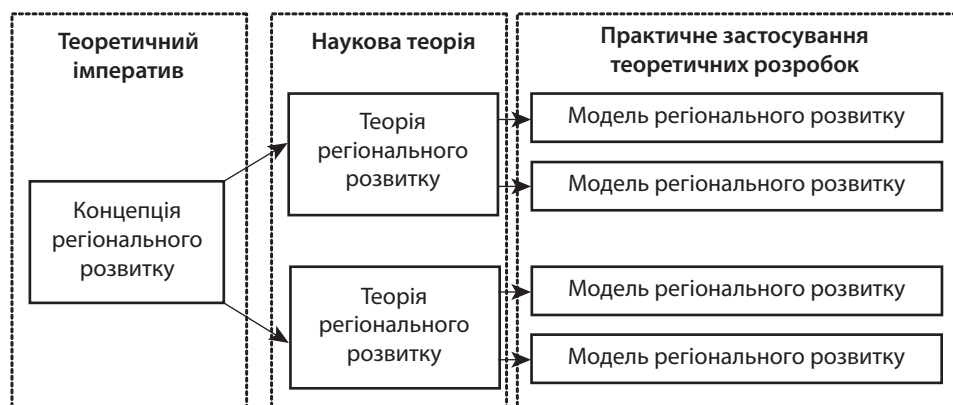 Теоретичний
імператив
Наукова теорія
Практичне застосування
теоретичних розробок
Концепція
регіонального
розвитку
Теорія
регіонального
розвитку
Модель регіонального розвитку
Модель регіонального розвитку
Теорія
регіонального
розвитку
Модель регіонального розвитку
Модель регіонального розвитку